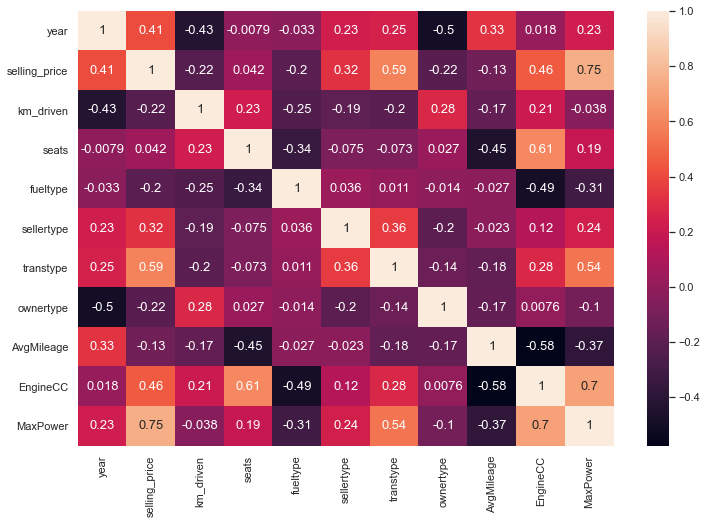 year 1 0.41 -0.43 -0.0079 -0.033 0.23 0.25 -0.5 0.33 0.018 0.23
selling_price 0.41 1 -0.22 0.042 -0.2 0.32 0.59 -0.22 -0.13 0.46 0.75
km_driven -0.43 -0.22 1 0.23 -0.25 -0.19 -0.2 0.28 -0.17 0.21 -0.038
seats -0.0079 0.042 0.23 1 -0.34 -0.075 -0.073 0.027 -0.45 0.61 0.19
fueltype -0.033 -0.2 -0.25 -0.34 1 0.036 0.011 -0.014 -0.027 -0.49 -0.31
sellertype 0.23 0.32 -0.19 -0.075 0.036 1 0.36 -0.2 -0.023 0.12 0.24
transtype 0.25 0.59 -0.2 -0.073 0.011 0.36 1 -0.14 -0.18 0.28 0.54
ownertype -0.5 -0.22 0.28 0.027 -0.014 -0.2 -0.14 1 -0.17 0.0076 -0.1
AvgMileage 0.33 -0.13 -0.17 -0.45 -0.027 -0.023 -0.18 -0.17 1 -0.58 -0.37
EngineCC 0.018 0.46 0.21 0.61 -0.49 0.12 0.28 0.0076 -0.58 1 0.7
MaxPower 0.23 0.75 -0.038 0.19 -0.31 0.24 0.54 -0.1 -0.37 0.7 1
year selling_price km_driven seats fueltype sellertype transtype ownertype AvgMileage EngineCC MaxPower
1.0
0.8
0.6
0.4
0.2
0.0
−0.2
−0.4